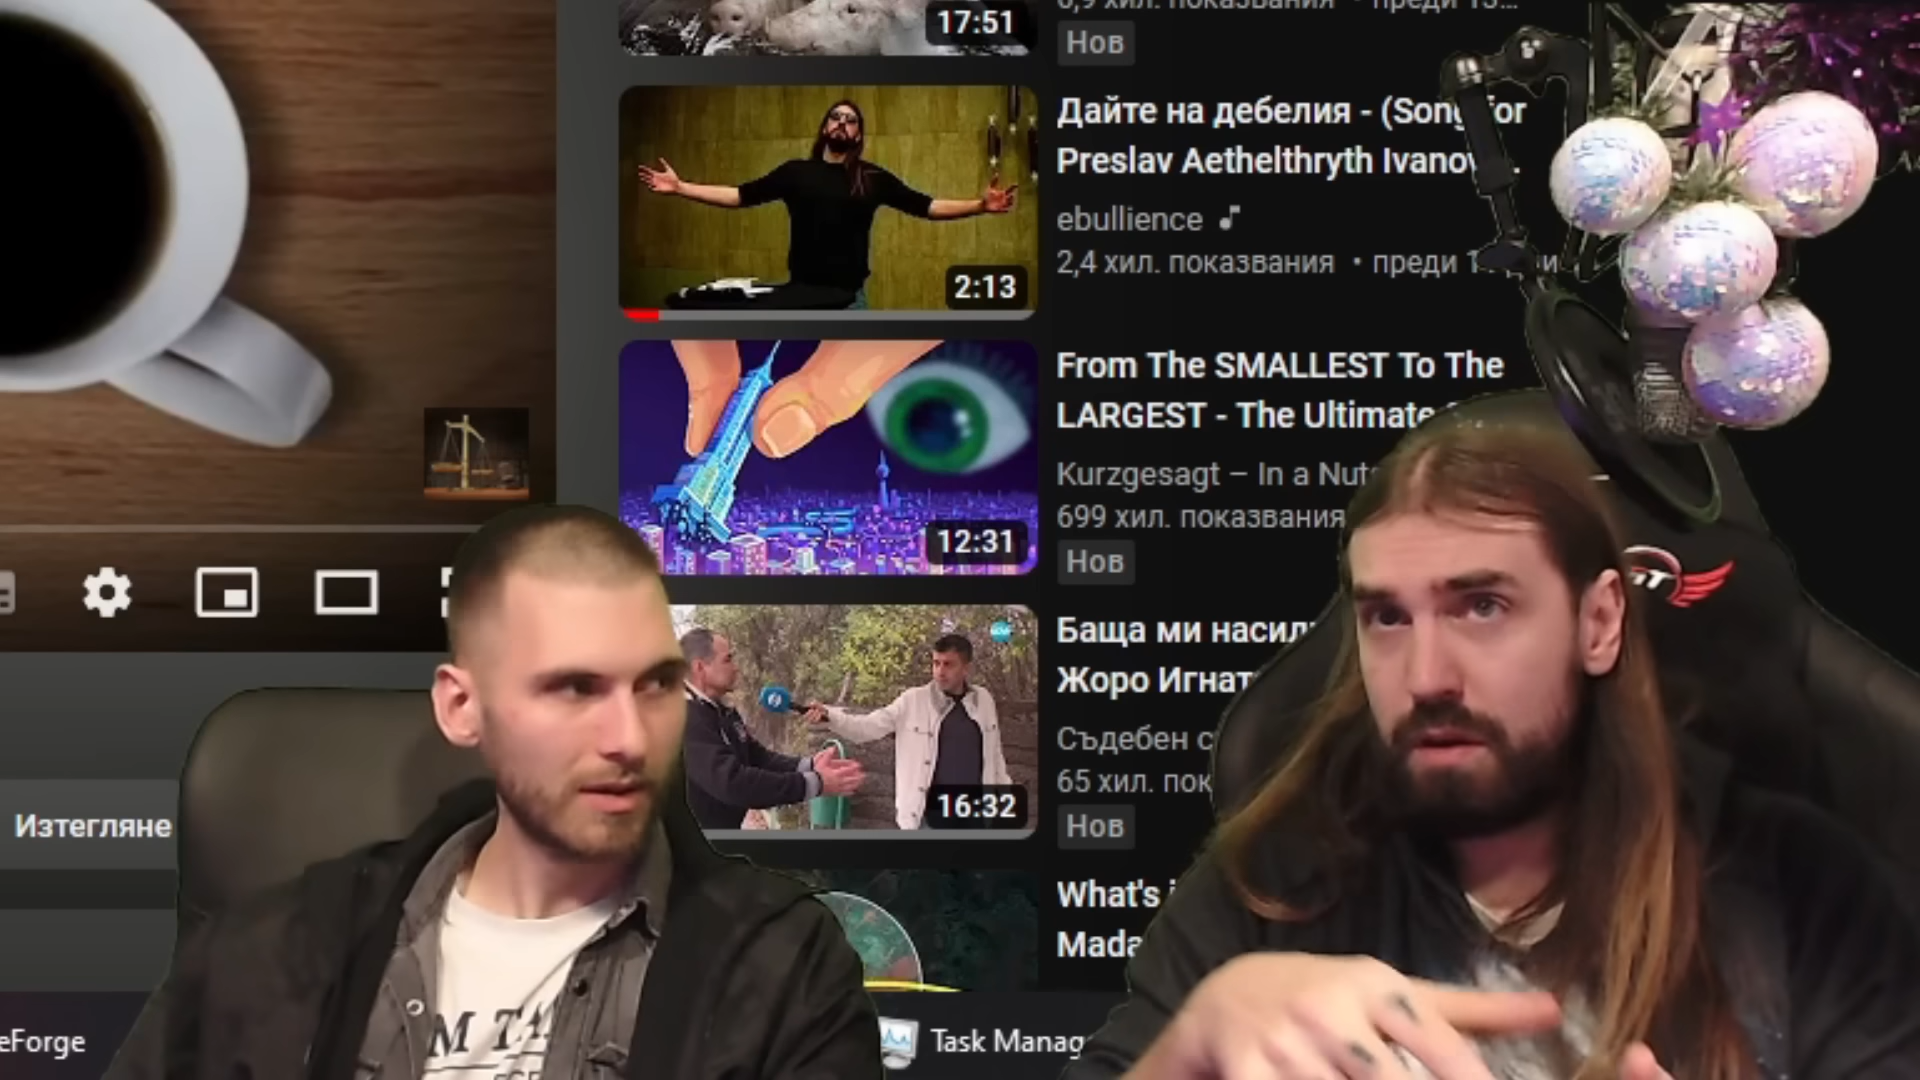 17:51
Нов
Дайте на дебелия - (Song for
Preslav Aethelthryth Ivanov
ebullience
2,4 хил. показвания • преди
2:13
From The SMALLEST To The
LARGEST - The Ultimate
Kurzgesagt – In a Nut
699 хил. показвания
12:31
Нов
Баща ми насил
Жоро Игнат
Съдебен с
65 хил. пок
16:32
Нов
What's
Mada
Изтегляне
eForge
Task Manag
M TA